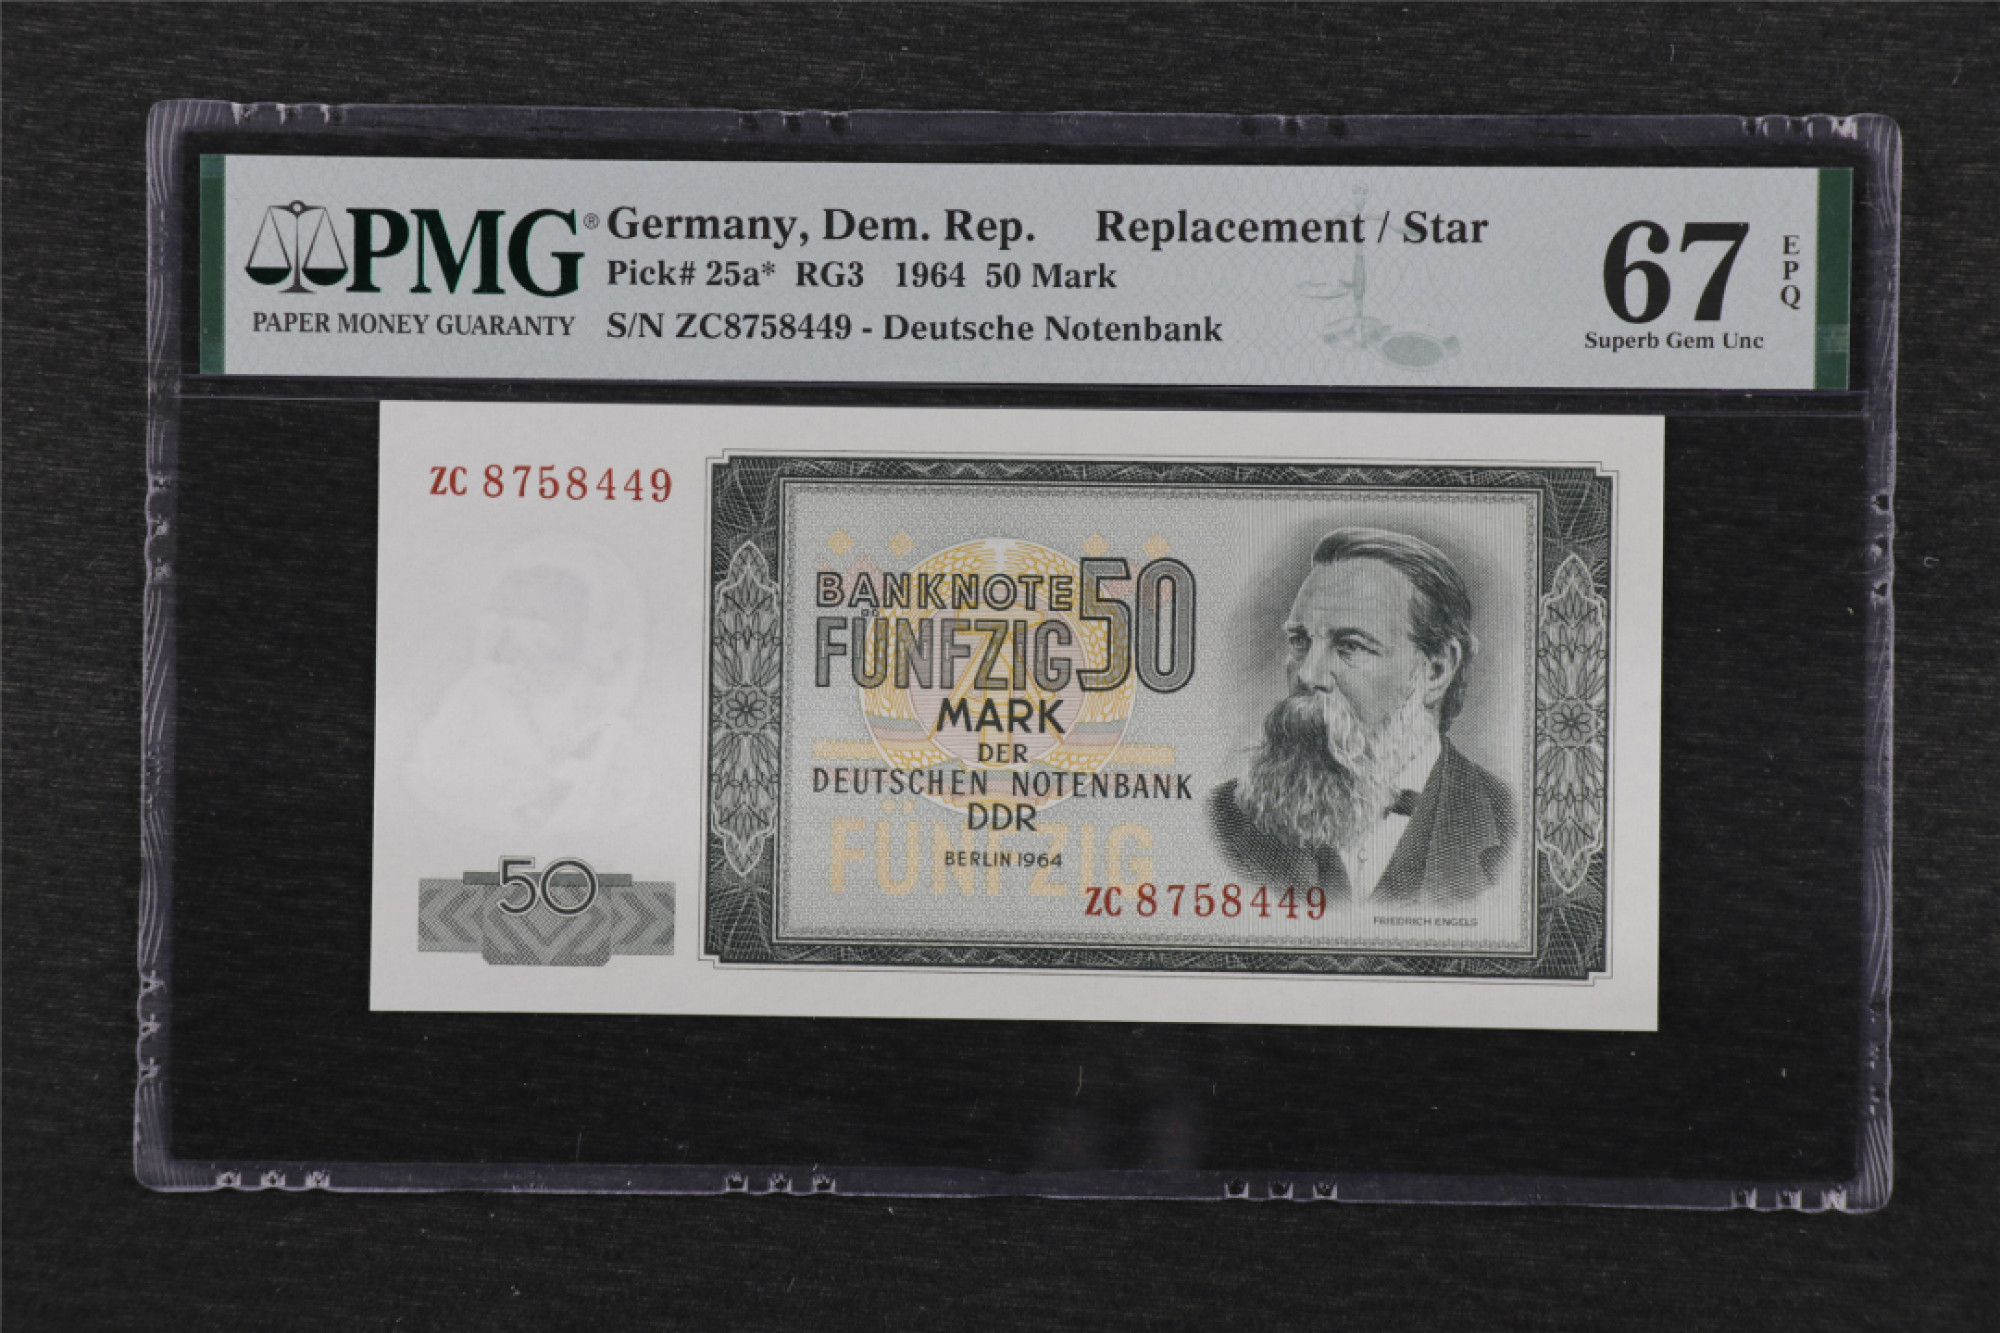 PMG®
PAPER MONEY GUARANTY
Germany, Dem. Rep. Replacement / Star
Pick# 25a* RG3 1964 50 Mark
S/N ZC8758449 - Deutsche Notenbank
67
EPQ
Superb Gem Unc
ZC 8758449
50
BANKNOTE 50
FÜNFZIG
MARK
DER
DEUTSCHEN NOTENBANK
DDR
FÜNFZIG
BERLIN 1964
ZC 8758449
FRIEDRICH ENGELS